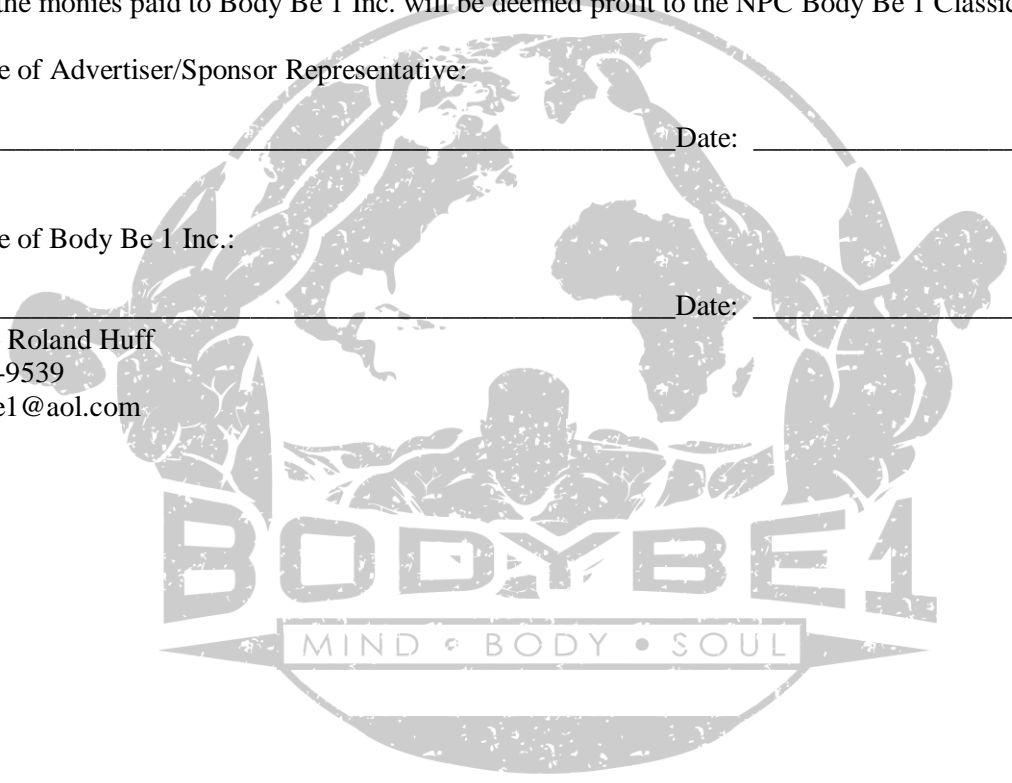 the monies paid to Body Be 1 Inc. will be deemed profit to the NPC Body Be 1 Classic
e of Advertiser/Sponsor Representative:
Date:
e of Body Be 1 Inc.:
Date:
Roland Huff
-9539
e1@aol.com
BODYBE1
MIND • BODY • SOUL